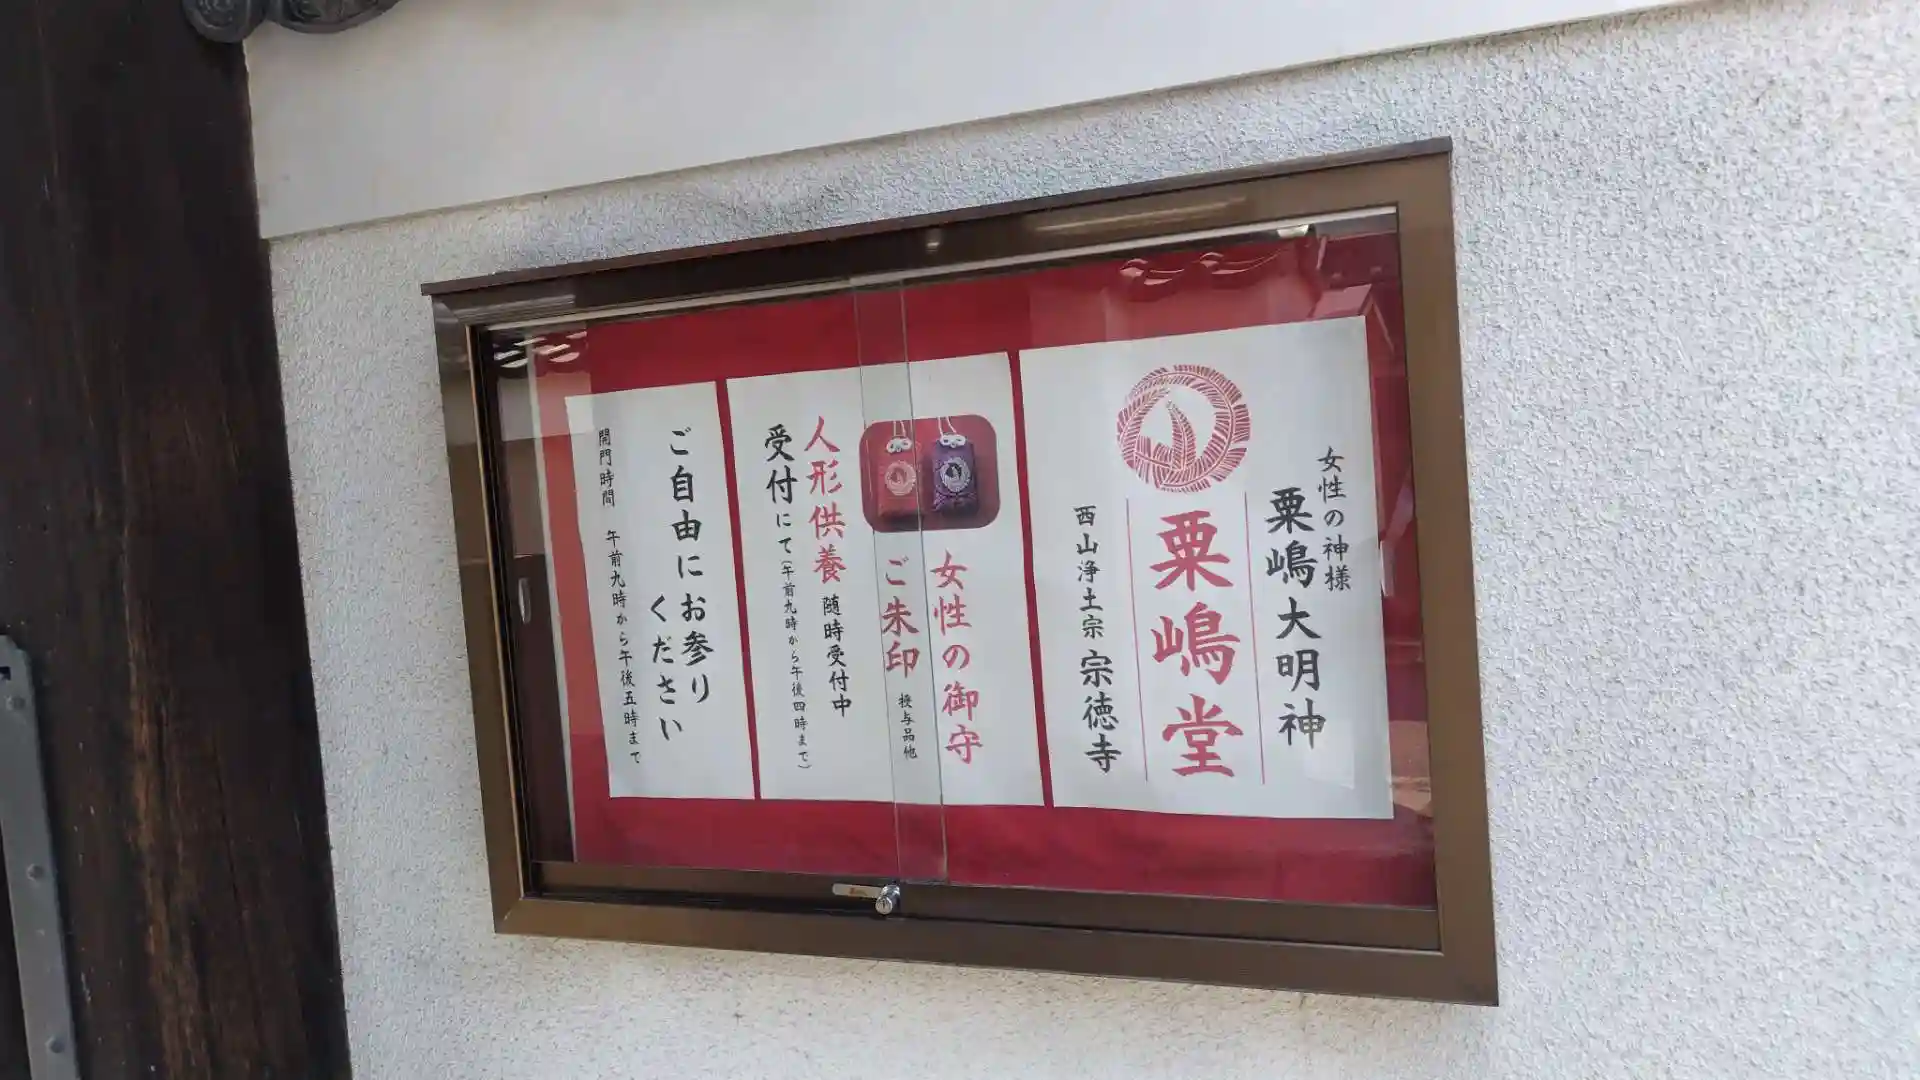 女性の神様
粟嶋大明神
粟嶋堂
西山浄土宗 宗徳寺
女性の御守
ご朱印 授与品他
人形供養 随時受付中
受付にて(午前九時から午後四時まで)
ご自由にお参り
ください
開門時間 午前九時から午後五時まで